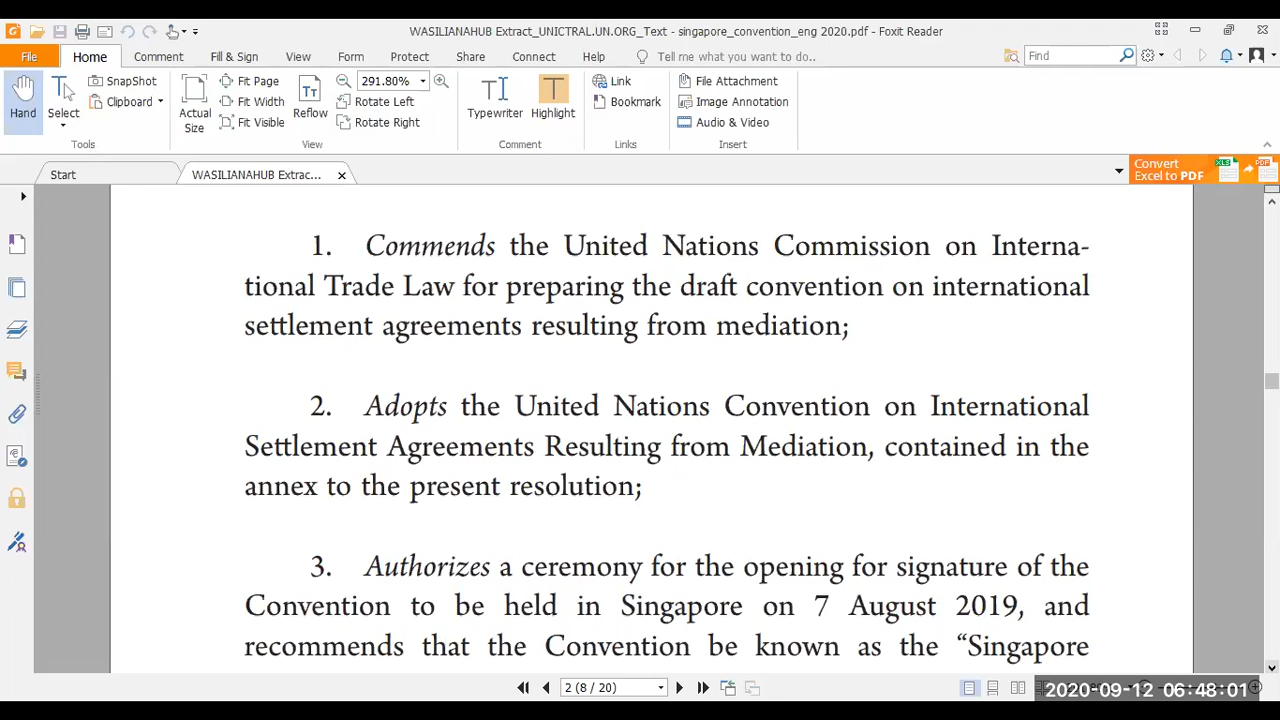 WASILIANAHUB Extract_UNICTRAL.UN.ORG_Text - singapore_convention_eng 2020.pdf - Foxit Reader
File Home Comment Fill & Sign View Form Protect Share Connect Help Tell me what you want to do.. Find
Hand Select SnapShot Clipboard Actual Size Fit Page Fit Width Fit Visible Reflow 291.80% Rotate Left Rotate Right Typewriter Highlight Link Bookmark File Attachment Image Annotation Audio & Video
Tools View Comment Links Insert
Start WASILIANAHUB Extrac... Convert Excel to PDF XLS PDF
1. Commends the United Nations Commission on Interna-
tional Trade Law for preparing the draft convention on international
settlement agreements resulting from mediation;
2. Adopts the United Nations Convention on International
Settlement Agreements Resulting from Mediation, contained in the
annex to the present resolution;
3. Authorizes a ceremony for the opening for signature of the
Convention to be held in Singapore on 7 August 2019, and
recommends that the Convention be known as the “Singapore
2 (8 / 20) 2020-09-12 06:48:01